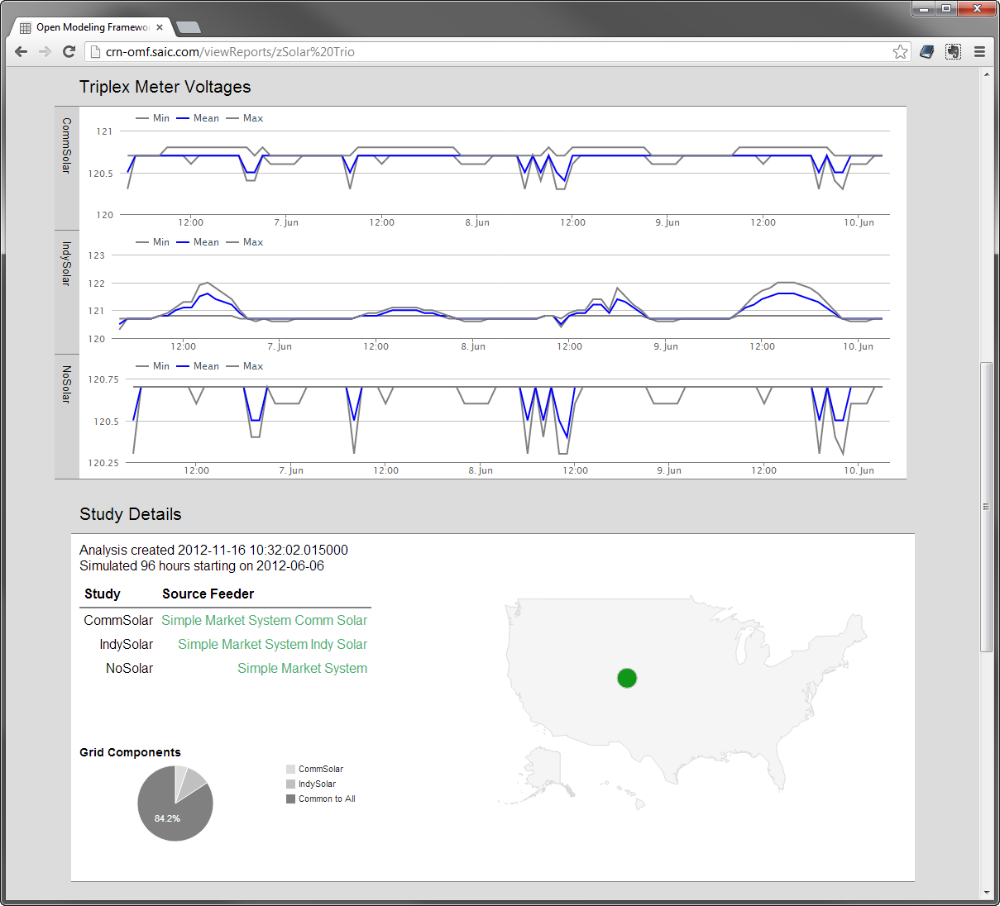 Open Modeling Framewo
crn-omf.saic.com/viewReports/zSolar%20Trio
Triplex Meter Voltages
CommSolar
Min Mean Max
121
120.5
120
12:00 7. Jun 12:00 8. Jun 12:00 9. Jun 12:00 10. Jun
IndySolar
Min Mean Max
123
122
121
120
12:00 7. Jun 12:00 8. Jun 12:00 9. Jun 12:00 10. Jun
NoSolar
Min Mean Max
120.75
120.5
120.25
12:00 7. Jun 12:00 8. Jun 12:00 9. Jun 12:00 10. Jun
Study Details
Analysis created 2012-11-16 10:32:02.015000
Simulated 96 hours starting on 2012-06-06
Study Source Feeder
CommSolar Simple Market System Comm Solar
IndySolar Simple Market System Indy Solar
NoSolar Simple Market System
Grid Components
84.2%
CommSolar
IndySolar
Common to All